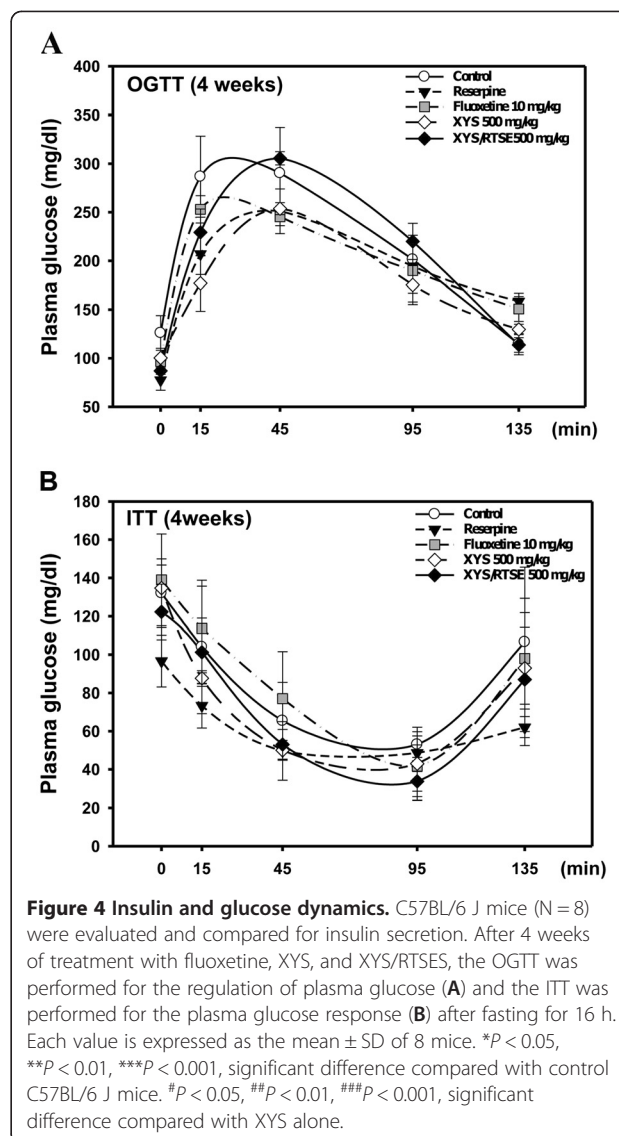 A
OGTT (4 weeks)
Control
Reserpine
Fluoxetine 10 mg/kg
XYS 500 mg/kg
XYS/RTSE500 mg/kg
Plasma glucose (mg/dl)
400
350
300
250
200
150
100
50
0 15 45 95 135 (min)
B
ITT (4weeks)
Control
Reserpine
Fluoxetine 10 mg/kg
XYS 500 mg/kg
XYS/RTSE 500 mg/kg
Plasma glucose (mg/dl)
180
160
140
120
100
80
60
40
20
0
0 15 45 95 135 (min)
Figure 4 Insulin and glucose dynamics. C57BL/6 J mice (N = 8)
were evaluated and compared for insulin secretion. After 4 weeks
of treatment with fluoxetine, XYS, and XYS/RTSES, the OGTT was
performed for the regulation of plasma glucose (A) and the ITT was
performed for the plasma glucose response (B) after fasting for 16 h.
Each value is expressed as the mean ± SD of 8 mice. *P < 0.05,
**P < 0.01, ***P < 0.001, significant difference compared with control
C57BL/6 J mice. #P < 0.05, ##P < 0.01, ###P < 0.001, significant
difference compared with XYS alone.